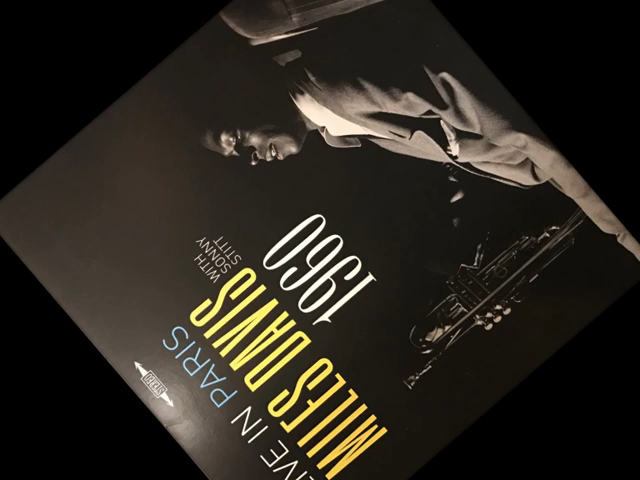 LIVE IN PARIS
MILES DAVIS
WITH
SONNY
STITT
1960